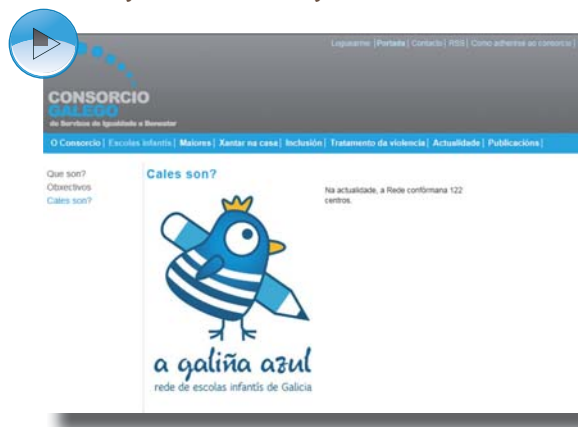 Loguearme |Portada| Contacto| RSS| Como adherirse ao consorcio|
CONSORCIO
GALEGO
de Servizos de Igualdade e Benestar
O Consorcio| Escolas infantís| Maiores| Xantar na casa| Inclusión| Tratamento da violencia| Actualidade| Publicacións|
Que son?
Obxectivos
Cales son?
Cales son?
Na actualidade, a Rede confórmana 122
centros.
a galiña azul
rede de escolas infantís de Galicia